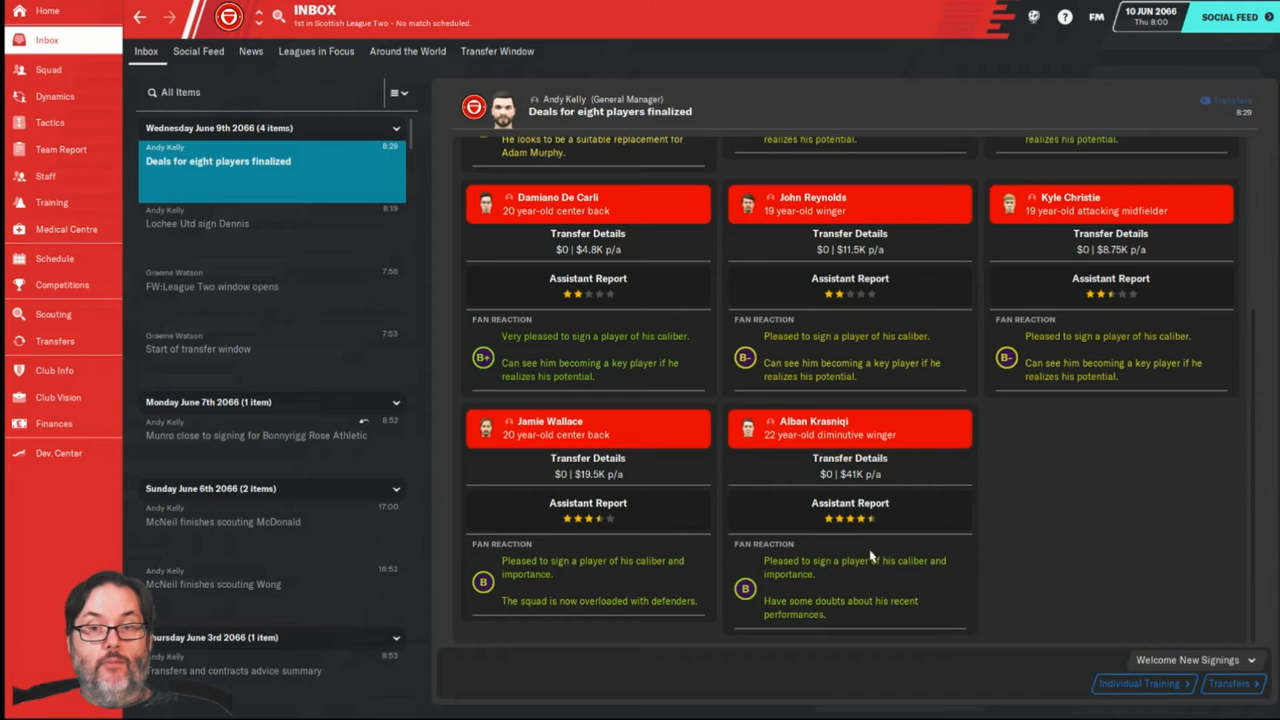 Home
Inbox
Squad
Dynamics
Tactics
Team Report
Staff
Training
Medical Centre
Schedule
Competitions
Scouting
Transfers
Club Info
Club Vision
Finances
Dev. Center
INBOX
1st in Scottish League Two - No match scheduled.
?
FM
10 JUN 2066
Thu 8:00
SOCIAL FEED
Inbox
Social Feed
News
Leagues in Focus
Around the World
Transfer Window
All Items
Wednesday June 9th 2066 (4 items)
Andy Kelly
8:29
Deals for eight players finalized
Andy Kelly
8:19
Lochee Utd sign Dennis
Graeme Watson
7:56
FW:League Two window opens
Graeme Watson
7:53
Start of transfer window
Monday June 7th 2066 (1 item)
Andy Kelly
8:52
Munro close to signing for Bonnyrigg Rose Athletic
Sunday June 6th 2066 (2 items)
Andy Kelly
17:00
McNeil finishes scouting McDonald
Andy Kelly
16:53
McNeil finishes scouting Wong
Thursday June 3rd 2066 (1 item)
Andy Kelly
8:53
Transfers and contracts advice summary
Andy Kelly (General Manager)
Deals for eight players finalized
Transfers
8:29
He looks to be a suitable replacement for
Adam Murphy.
realizes his potential.
realizes his potential.
Damiano De Carli
20 year-old center back
Transfer Details
$0 | $4.8K p/a
Assistant Report
FAN REACTION
B+
Very pleased to sign a player of his caliber.
Can see him becoming a key player if he
realizes his potential.
John Reynolds
19 year-old winger
Transfer Details
$0 | $11.5K p/a
Assistant Report
FAN REACTION
B-
Pleased to sign a player of his caliber.
Can see him becoming a key player if he
realizes his potential.
Kyle Christie
19 year-old attacking midfielder
Transfer Details
$0 | $8.75K p/a
Assistant Report
FAN REACTION
B-
Pleased to sign a player of his caliber.
Can see him becoming a key player if he
realizes his potential.
Jamie Wallace
20 year-old center back
Transfer Details
$0 | $19.5K p/a
Assistant Report
FAN REACTION
B
Pleased to sign a player of his caliber and
importance.
The squad is now overloaded with defenders.
Alban Krasniqi
22 year-old diminutive winger
Transfer Details
$0 | $41K p/a
Assistant Report
FAN REACTION
B
Pleased to sign a player of his caliber and
importance.
Have some doubts about his recent
performances.
Welcome New Signings
Individual Training
Transfers